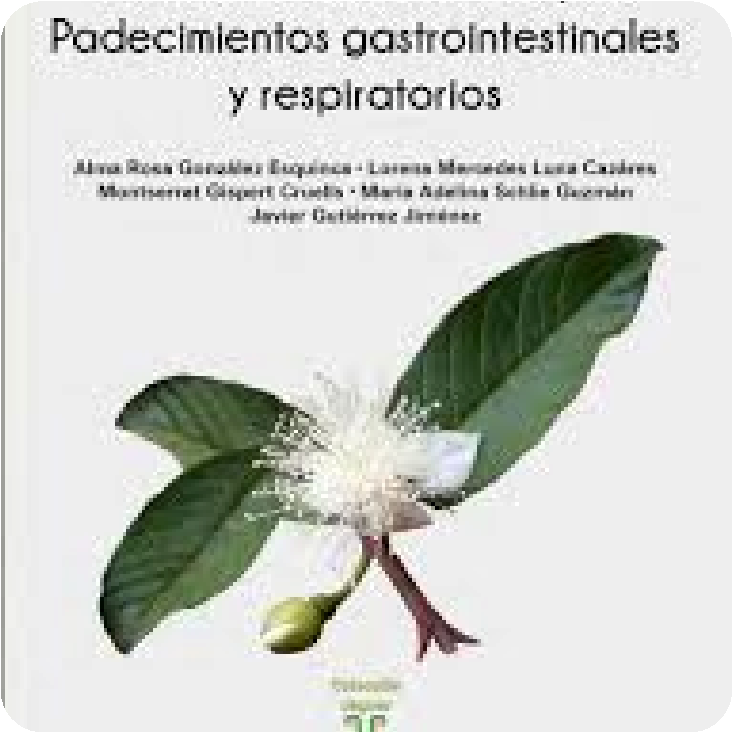 Padecimientos gastrointestinales
y respiratorios
Alma Rosa González Esquinca • Lorena Mercedes Luna Cazáres
Montserrat Gispert Cruells • María Adelina Schlie Guzmán
Javier Gutiérrez Jiménez
Colección